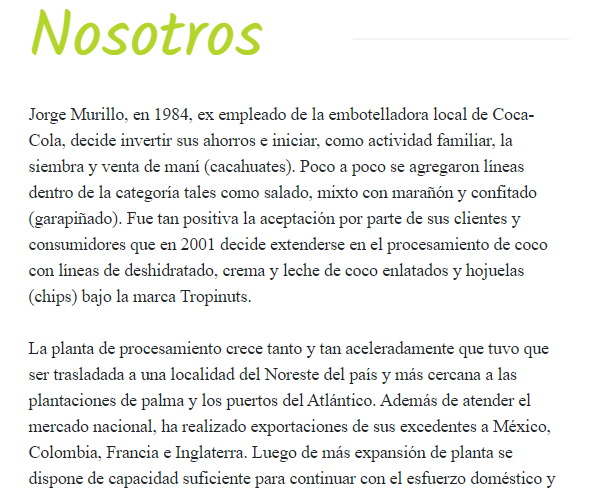 Nosotros
Jorge Murillo, en 1984, ex empleado de la embotelladora local de Coca-
Cola, decide invertir sus ahorros e iniciar, como actividad familiar, la
siembra y venta de maní (cacahuates). Poco a poco se agregaron líneas
dentro de la categoría tales como salado, mixto con marañón y confitado
(garapiñado). Fue tan positiva la aceptación por parte de sus clientes y
consumidores que en 2001 decide extenderse en el procesamiento de coco
con líneas de deshidratado, crema y leche de coco enlatados y hojuelas
(chips) bajo la marca Tropinuts.
La planta de procesamiento crece tanto y tan aceleradamente que tuvo que
ser trasladada a una localidad del Noreste del país y más cercana a las
plantaciones de palma y los puertos del Atlántico. Además de atender el
mercado nacional, ha realizado exportaciones de sus excedentes a México,
Colombia, Francia e Inglaterra. Luego de más expansión de planta se
dispone de capacidad suficiente para continuar con el esfuerzo doméstico y